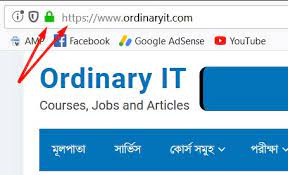 https://www.ordinaryit.com
AMP Facebook Google AdSense YouTube
Ordinary IT
Courses, Jobs and Articles
মূলপাতা সার্ভিস কোর্স সমুহ পরীক্ষা